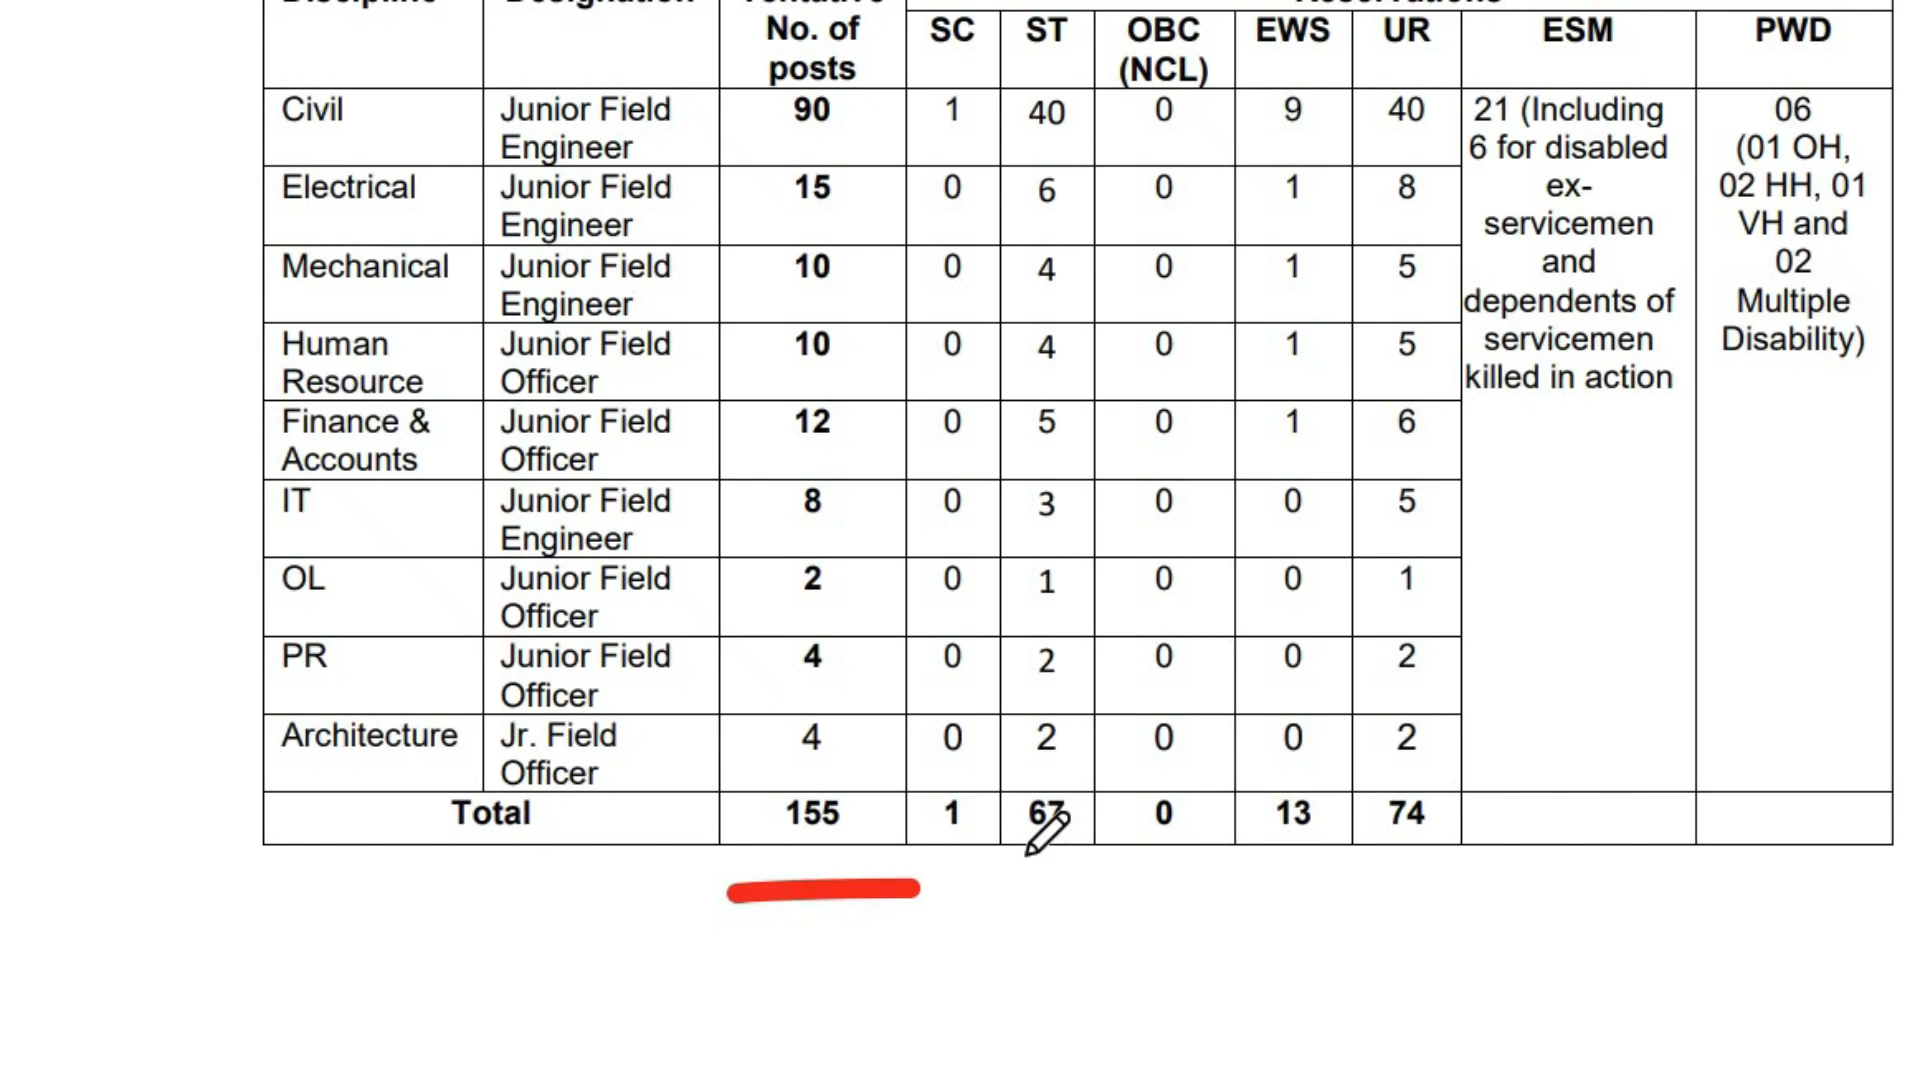 No. of posts SC ST OBC (NCL) EWS UR ESM PWD
Civil Junior Field Engineer 90 1 40 0 9 40 21 (Including 6 for disabled ex-servicemen and dependents of servicemen killed in action 06 (01 OH, 02 HH, 01 VH and 02 Multiple Disability)
Electrical Junior Field Engineer 15 0 6 0 1 8
Mechanical Junior Field Engineer 10 0 4 0 1 5
Human Resource Junior Field Officer 10 0 4 0 1 5
Finance & Accounts Junior Field Officer 12 0 5 0 1 6
IT Junior Field Engineer 8 0 3 0 0 5
OL Junior Field Officer 2 0 1 0 0 1
PR Junior Field Officer 4 0 2 0 0 2
Architecture Jr. Field Officer 4 0 2 0 0 2
Total 155 1 67 0 13 74